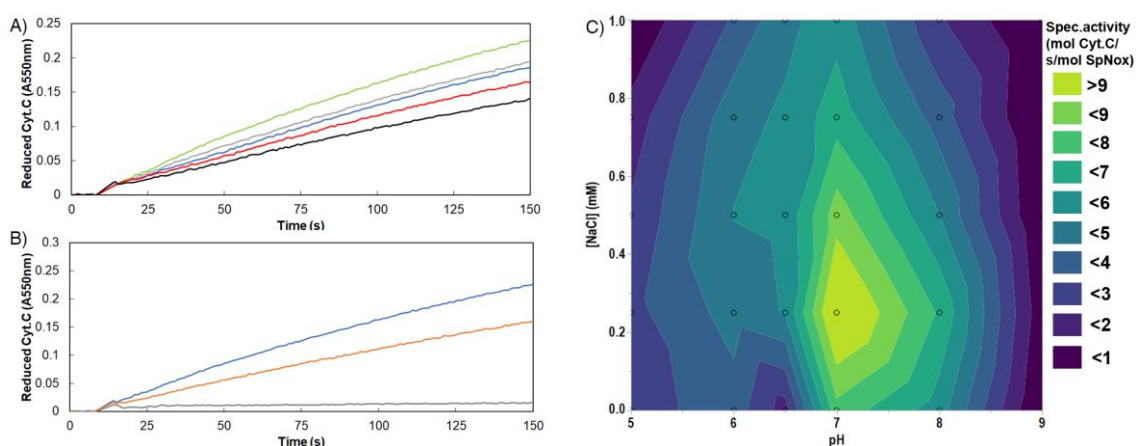 A)
0.25
0.2
0.15
0.1
0.05
0
Reduced Cyt.C (A550nm)
0 25 50 75 100 125 150
Time (s)
B)
0.3
0.25
0.2
0.15
0.1
0.05
0
Reduced Cyt.C (A550nm)
0 25 50 75 100 125 150
Time (s)
C)
1.0
0.8
0.6
0.4
0.2
0.0
[NaCl] (mM)
5 6 7 8 9
pH
Spec.activity
(mol Cyt.C/
s/mol SpNox)
>9
<9
<8
<7
<6
<5
<4
<3
<2
<1